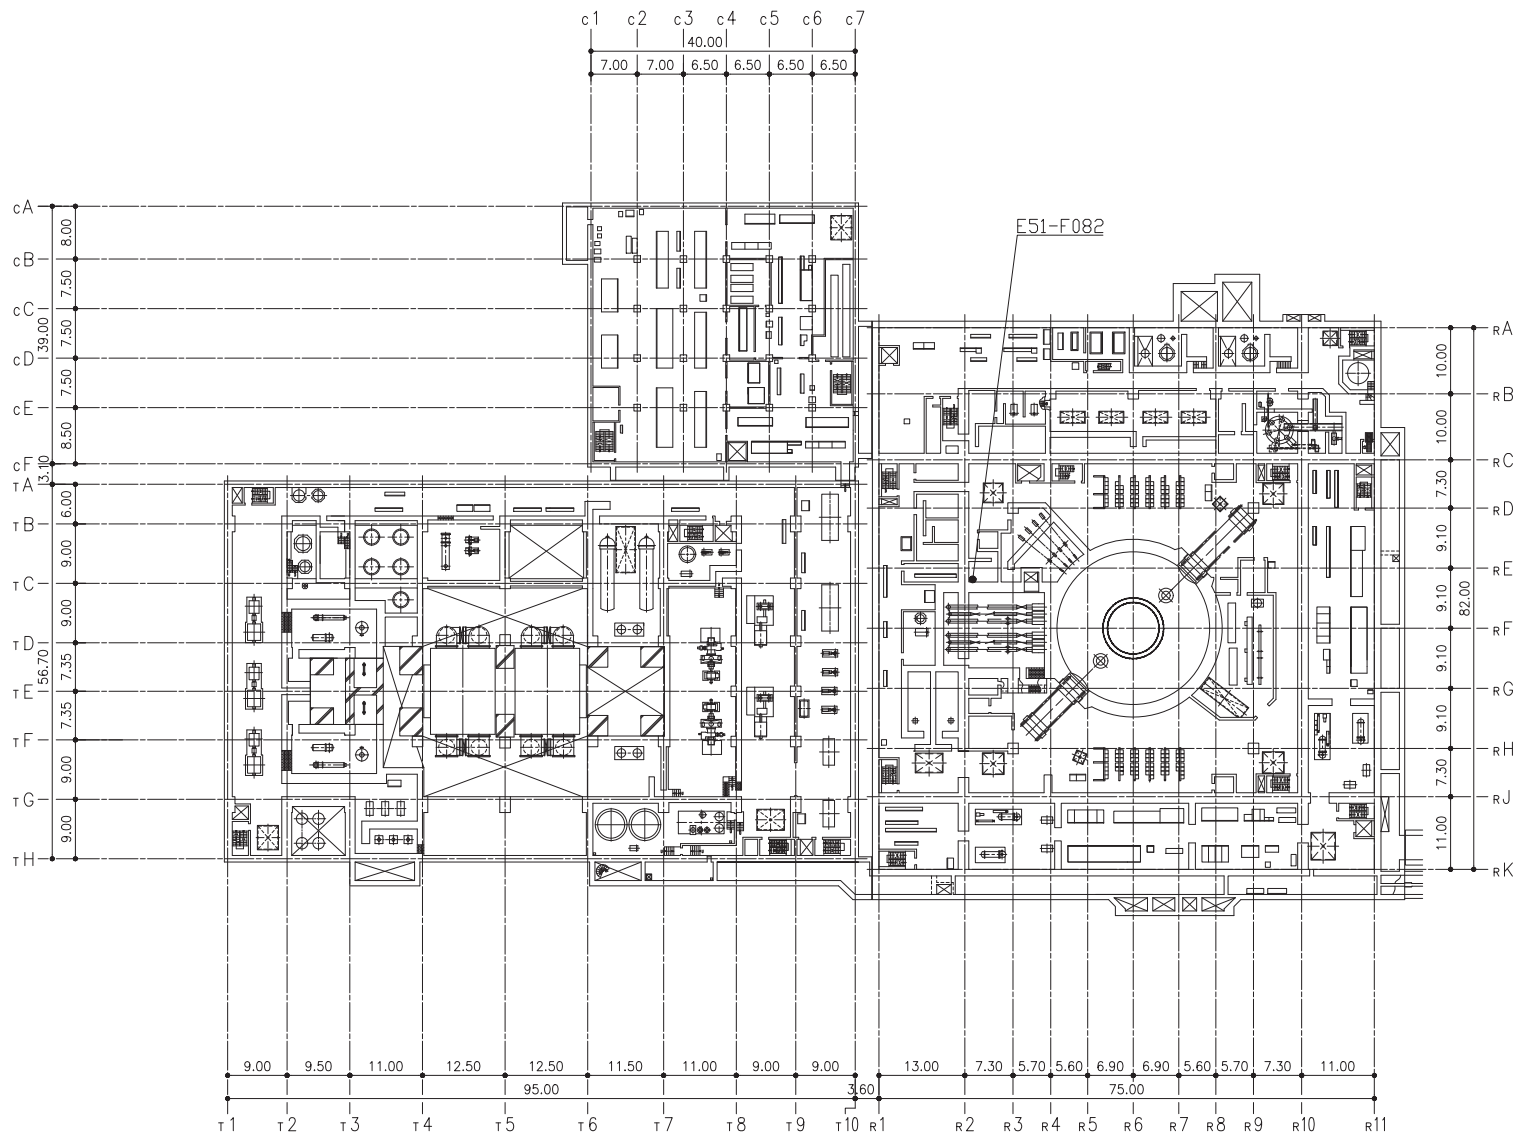 c1 c2 c3 c4 c5 c6 c7
40.00
7.00 7.00 6.50 6.50 6.50 6.50
cA
8.00
cB
7.50
cC
7.50
39.00
cD
7.50
cE
8.50
cF
3.10
TA
6.00
TB
9.00
TC
9.00
TD
7.35
56.70
TE
7.35
TF
9.00
TG
9.00
TH
E51-F082
RA
10.00
RB
10.00
RC
7.30
RD
9.10
RE
9.10
82.00
RF
9.10
RG
9.10
RH
7.30
RJ
11.00
RK
9.00 9.50 11.00 12.50 12.50 11.50 11.00 9.00 9.00 13.00 7.30 5.70 5.60 6.90 6.90 5.60 5.70 7.30 11.00
95.00 3.60 75.00
T1 T2 T3 T4 T5 T6 T7 T8 T9 T10 R1 R2 R3 R4 R5 R6 R7 R8 R9 R10 R11